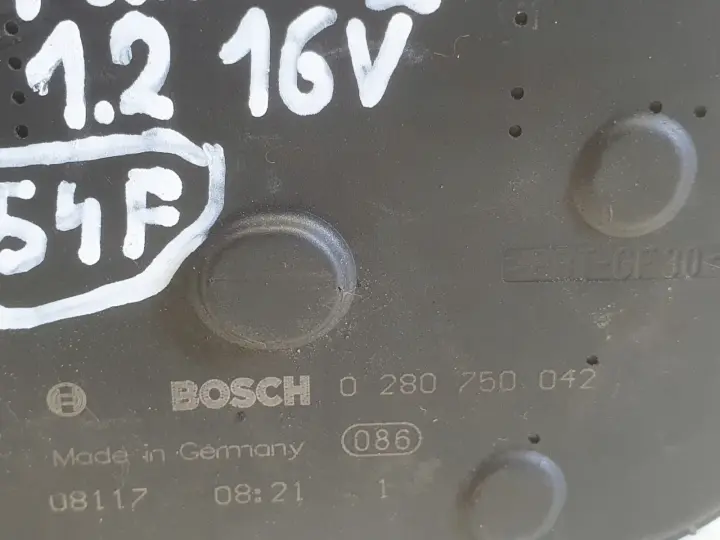 1.2 16V
54F
BOSCH 0 280 750 042
Made in Germany 086
08117 08:21 1